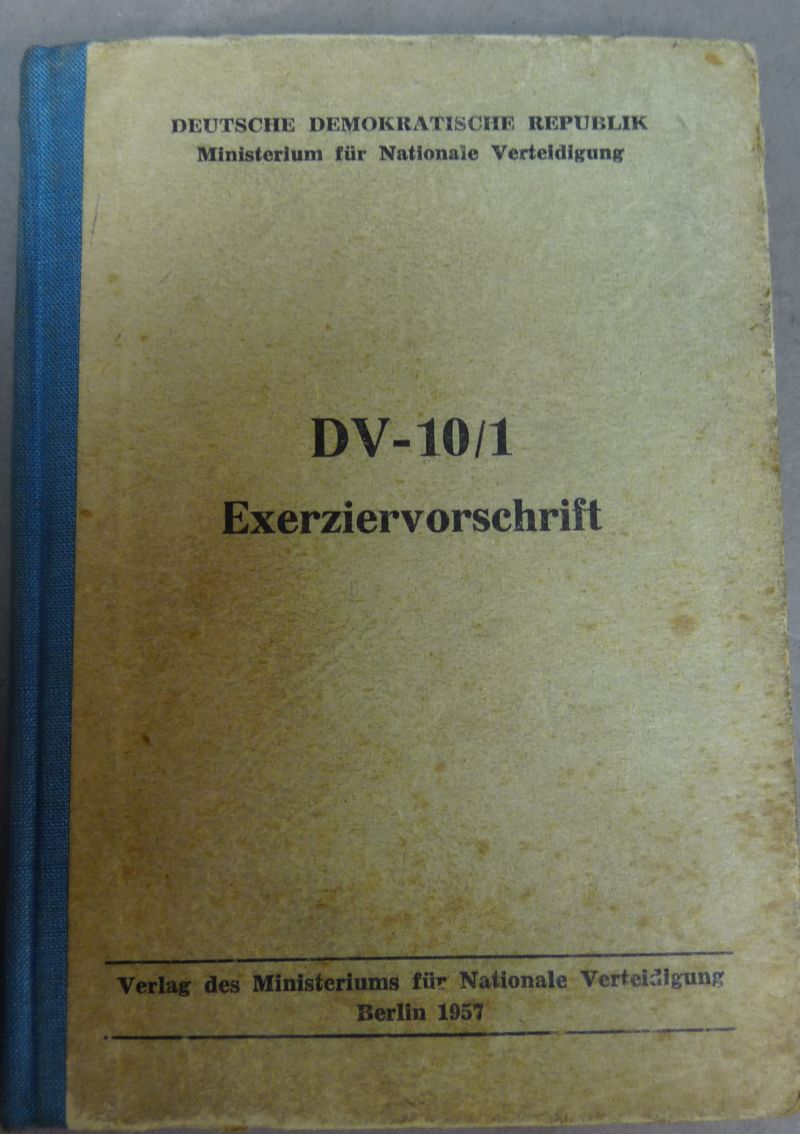 DEUTSCHE DEMOKRATISCHE REPUBLIK
Ministerium für Nationale Verteidigung
DV-10/1
Exerziervorschrift
Verlag des Ministeriums für Nationale Verteidigung
Berlin 1957